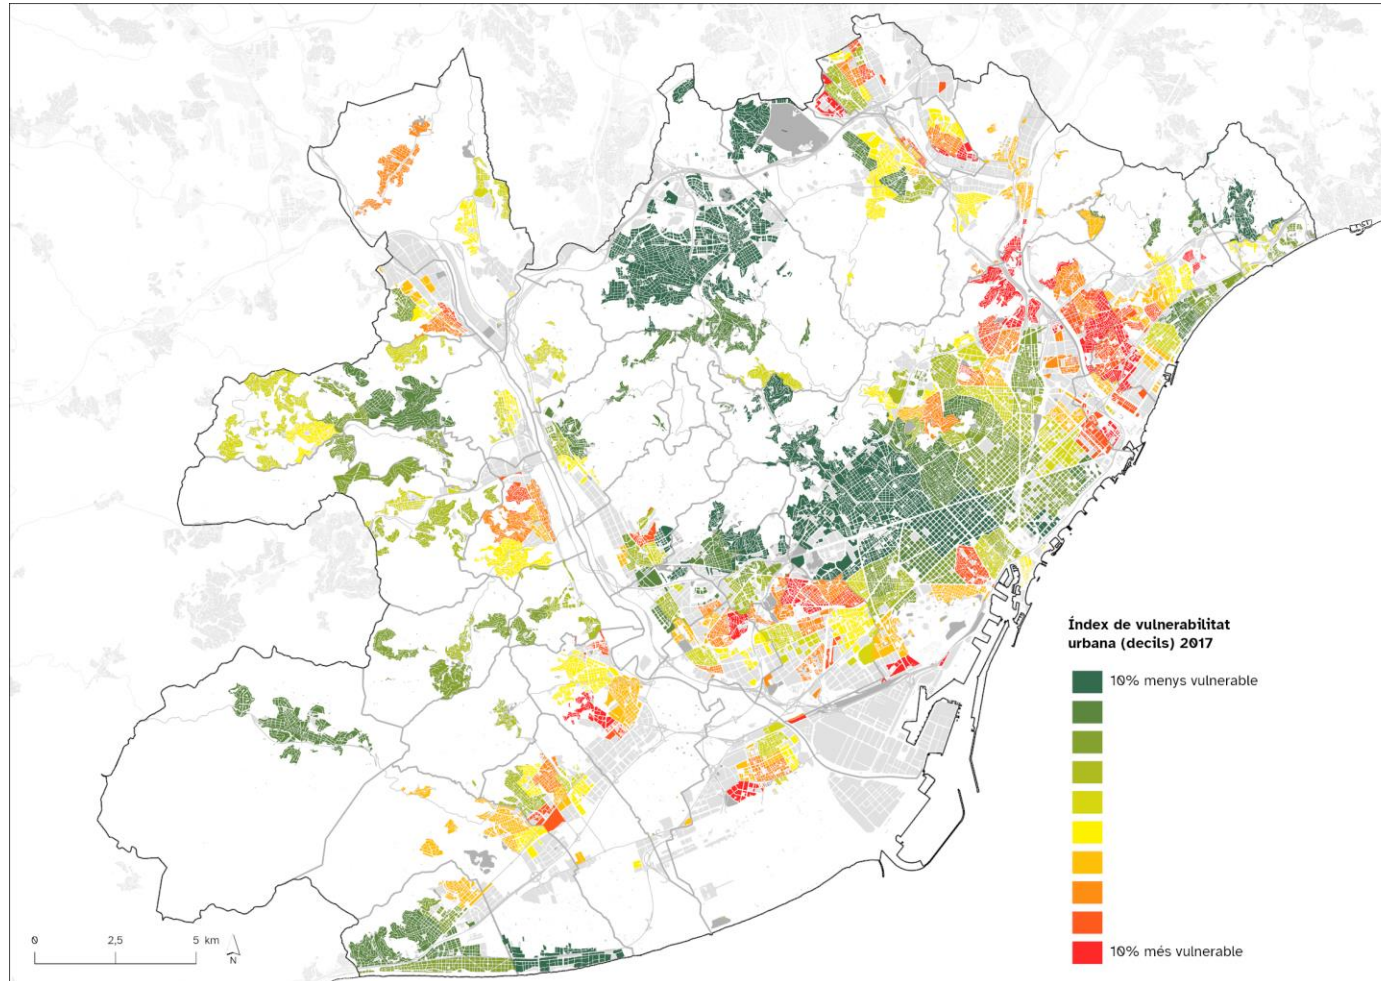 Índex de vulnerabilitat
urbana (decils) 2017
10% menys vulnerable
10% més vulnerable
0 2,5 5 km
N